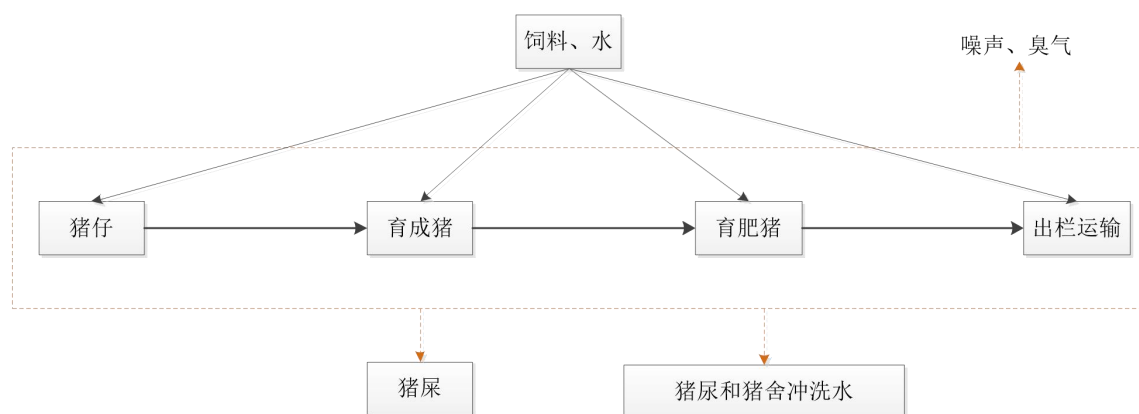 饲料、水
噪声、臭气
猪仔
育成猪
育肥猪
出栏运输
猪屎
猪尿和猪舍冲洗水